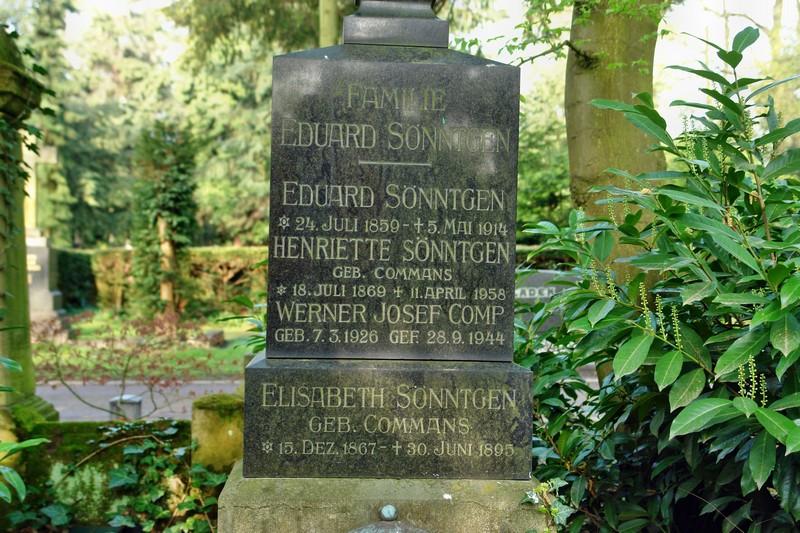 FAMILIE
EDUARD SÖNNTGEN
EDUARD SÖNNTGEN
* 24. JULI 1859 - † 5. MAI 1914
HENRIETTE SÖNNTGEN
GEB. COMMANS
* 18. JULI 1869 † 11. APRIL 1958
WERNER JOSEF COMP
GEB. 7.3.1926 GEF. 28.9.1944
ELISABETH SÖNNTGEN
GEB. COMMANS
* 15. DEZ. 1867 - † 30. JUNI 1895